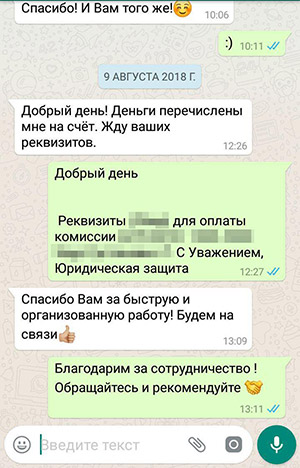 Спасибо! И Вам того же!😊
10:06
:) 10:11
9 АВГУСТА 2018 Г.
Добрый день! Деньги перечислены
мне на счёт. Жду ваших
реквизитов.
12:26
Добрый день
Реквизиты для оплаты
комиссии
С Уважением,
Юридическая защита
12:27
Спасибо Вам за быструю и
организованную работу! Будем на
связи👍
13:09
Благодарим за сотрудничество !
Обращайтесь и рекомендуйте 🤝
13:11
Введите текст